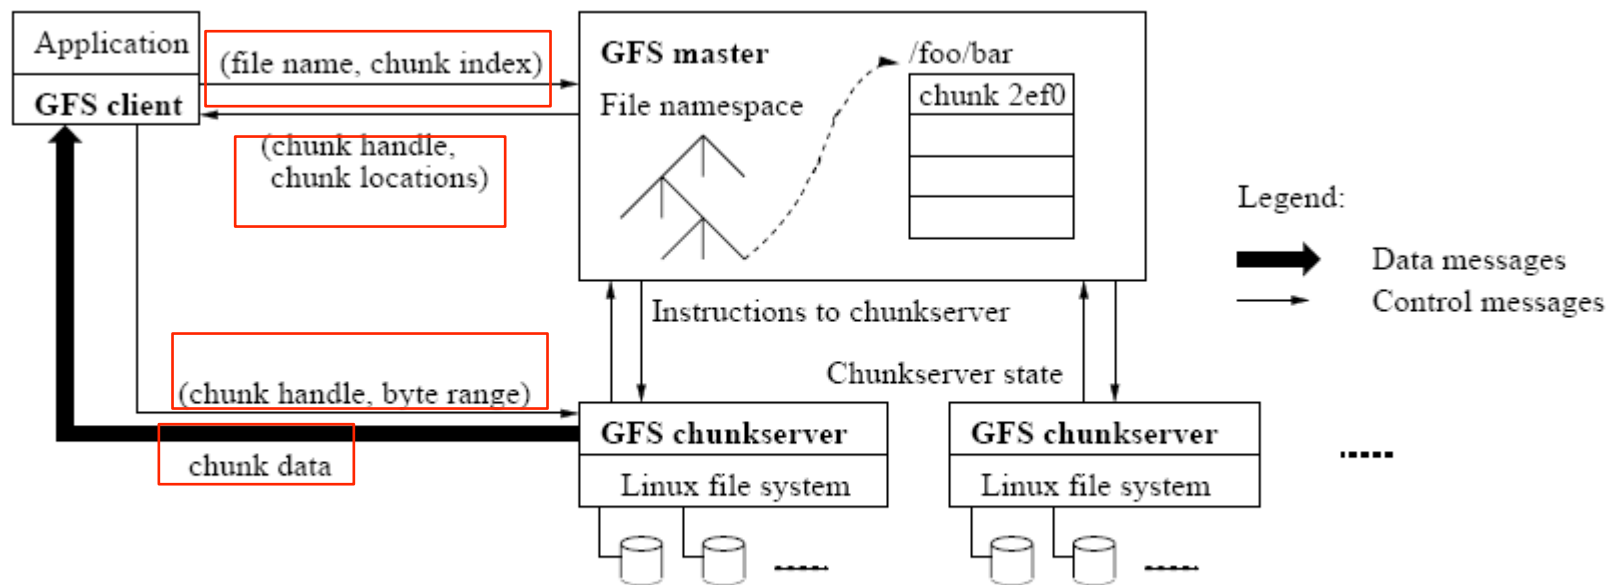 Application
GFS client
(file name, chunk index)
(chunk handle,
chunk locations)
GFS master
File namespace
/foo/bar
chunk 2ef0
Legend:
Data messages
Control messages
Instructions to chunkserver
Chunkserver state
(chunk handle, byte range)
chunk data
GFS chunkserver
Linux file system
GFS chunkserver
Linux file system